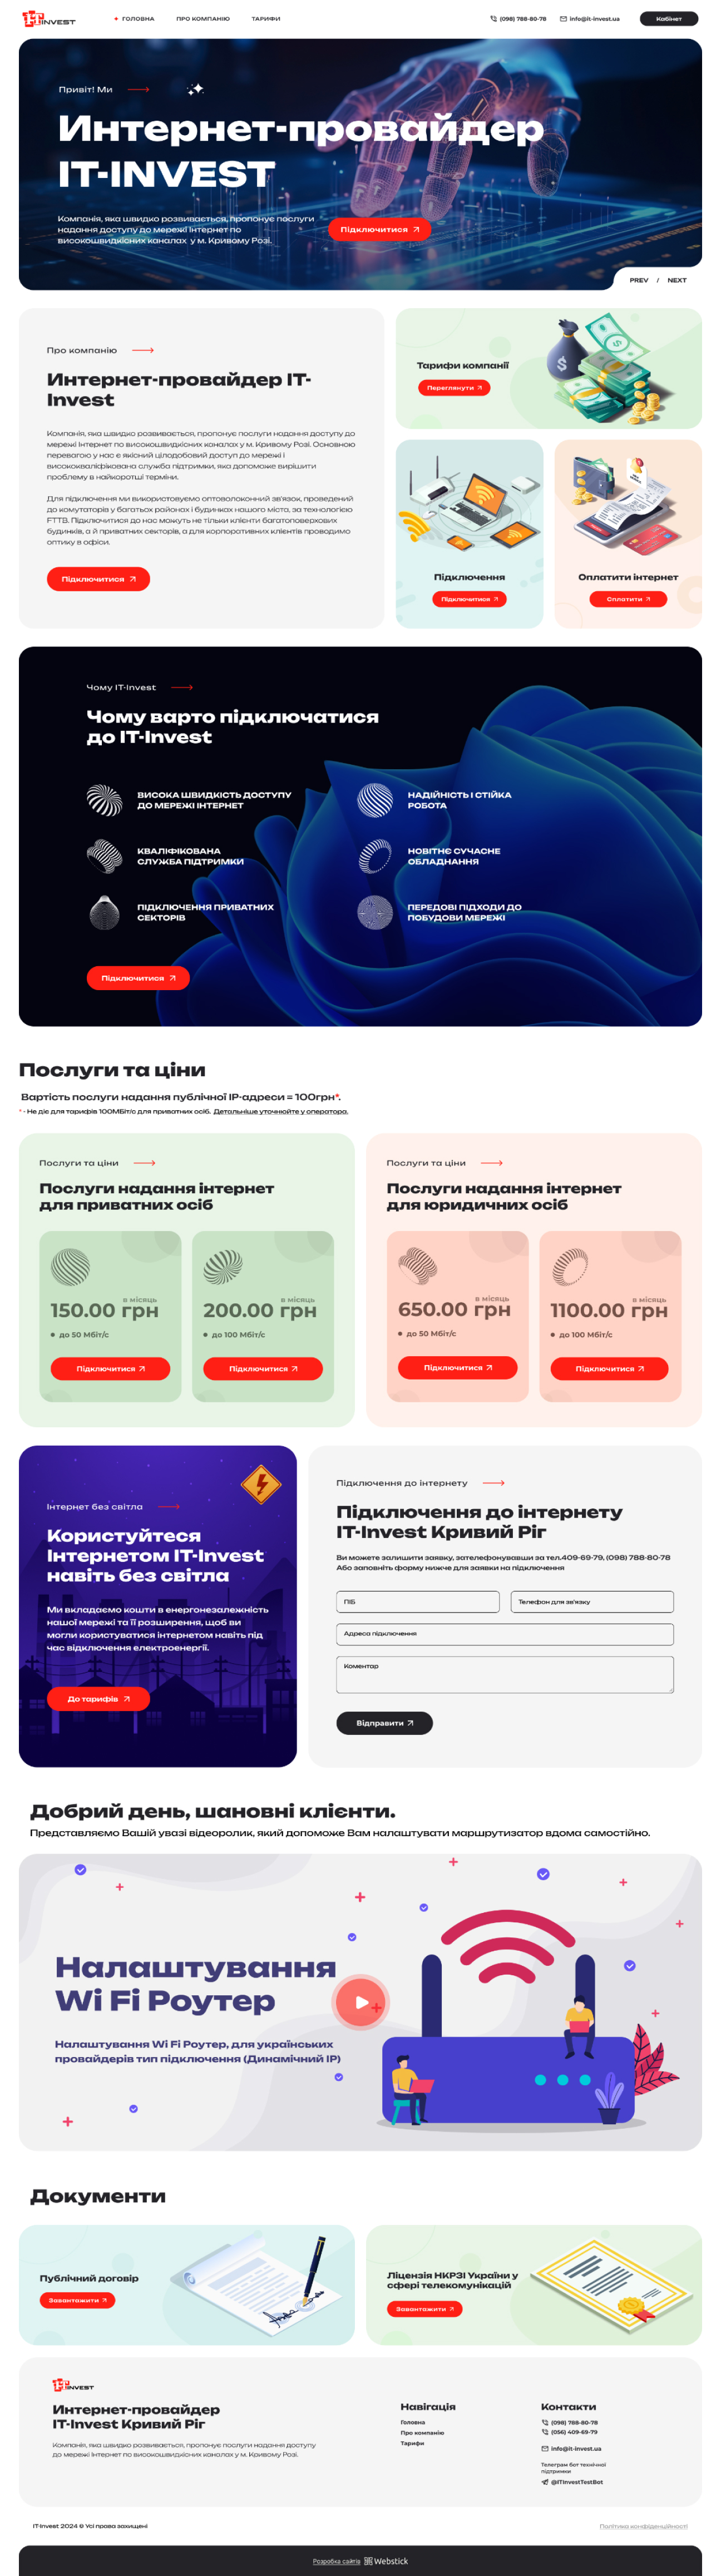 IT INVEST
ГОЛОВНА
ПРО КОМПАНІЮ
ТАРИФИ
(098) 788-80-78
info@it-invest.ua
Кабінет
Привіт! Ми
Интернет-провайдер
IT-INVEST
Компанія, яка швидко розвивається, пропонує послуги
надання доступу до мережі Інтернет по
високошвидкісних каналах у м. Кривому Розі.
Підключитися
PREV / NEXT
Про компанію
Интернет-провайдер IT-
Invest
Компанія, яка швидко розвивається, пропонує послуги надання доступу до
мережі Інтернет по високошвидкісних каналах у м. Кривому Розі. Основною
перевагою у нас є якісний цілодобовий доступ до мережі і
висококваліфікована служба підтримки, яка допоможе вирішити
проблему в найкоротші терміни.
Для підключення ми використовуємо оптоволоконний зв'язок, проведений
до комутаторів у багатьох районах і будинках нашого міста, за технологією
FTTB. Підключитися до нас можуть не тільки клієнти багатоповерхових
будинків, а й приватних секторів, а для корпоративних клієнтів проводимо
оптику в офіси.
Підключитися
Тарифи компанії
Переглянути
Підключення
Підключитися
Оплатити інтернет
Сплатити
Чому IT-Invest
Чому варто підключатися
до IT-Invest
ВИСОКА ШВИДКІСТЬ ДОСТУПУ
ДО МЕРЕЖІ ІНТЕРНЕТ
НАДІЙНІСТЬ І СТІЙКА
РОБОТА
КВАЛІФІКОВАНА
СЛУЖБА ПІДТРИМКИ
НОВІТНЄ СУЧАСНЕ
ОБЛАДНАННЯ
ПІДКЛЮЧЕННЯ ПРИВАТНИХ
СЕКТОРІВ
ПЕРЕДОВІ ПІДХОДИ ДО
ПОБУДОВИ МЕРЕЖІ
Підключитися
Послуги та ціни
Вартість послуги надання публічної IP-адреси = 100грн*.
* - Не діє для тарифів 100МБіт/с для приватних осіб. Детальніше уточнюйте у оператора.
Послуги та ціни
Послуги надання інтернет
для приватних осіб
в місяць
150.00 грн
до 50 Мбіт/с
Підключитися
в місяць
200.00 грн
до 100 Мбіт/с
Підключитися
Послуги та ціни
Послуги надання інтернет
для юридичних осіб
в місяць
650.00 грн
до 50 Мбіт/с
Підключитися
в місяць
1100.00 грн
до 100 Мбіт/с
Підключитися
Інтернет без світла
Користуйтеся
Інтернетом IT-Invest
навіть без світла
Ми вкладаємо кошти в енергонезалежність
нашої мережі та її розширення, щоб ви
могли користуватися інтернетом навіть під
час відключення електроенергії.
До тарифів
Підключення до інтернету
Підключення до інтернету
IT-Invest Кривий Ріг
Ви можете залишити заявку, зателефонувавши за тел.409-69-79, (098) 788-80-78
Або заповніть форму нижче для заявки на підключення
ПІБ
Телефон для зв'язку
Адреса підключення
Коментар
Відправити
Добрий день, шановні клієнти.
Представляємо Вашій увазі відеоролик, який допоможе Вам налаштувати маршрутизатор вдома самостійно.
Налаштування
Wi Fi Роутер
Налаштування Wi Fi Роутер, для українських
провайдерів тип підключення (Динамічний IP)
Документи
Публічний договір
Завантажити
Ліцензія НКРЗІ України у
сфері телекомунікацій
Завантажити
IT INVEST
Интернет-провайдер
IT-Invest Кривий Ріг
Компанія, яка швидко розвивається, пропонує послуги надання доступу
до мережі Інтернет по високошвидкісних каналах у м. Кривому Розі.
Навігація
Головна
Про компанію
Тарифи
Контакти
(098) 788-80-78
(056) 409-69-79
info@it-invest.ua
Телеграм бот технічної
підтримки
@ITInvestTestBot
IT-Invest 2024 © Усі права захищені
Політика конфіденційності
Розробка сайтів Webstick